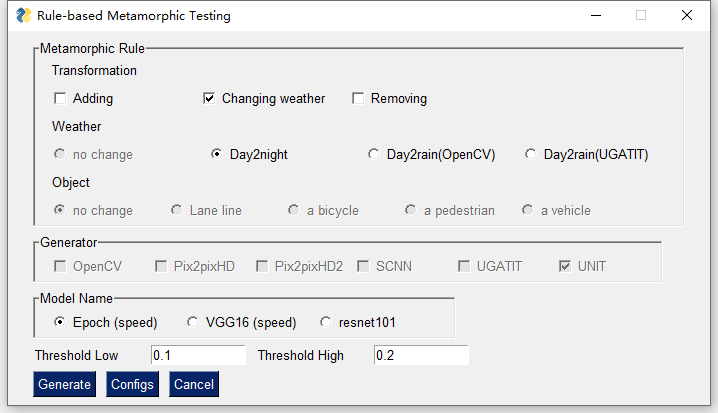 Rule-based Metamorphic Testing
Metamorphic Rule
Transformation
Adding Changing weather Removing
Weather
no change Day2night Day2rain(OpenCV) Day2rain(UGATIT)
Object
no change Lane line a bicycle a pedestrian a vehicle
Generator
OpenCV Pix2pixHD Pix2pixHD2 SCNN UGATIT UNIT
Model Name
Epoch (speed) VGG16 (speed) resnet101
Threshold Low 0.1 Threshold High 0.2
Generate Configs Cancel